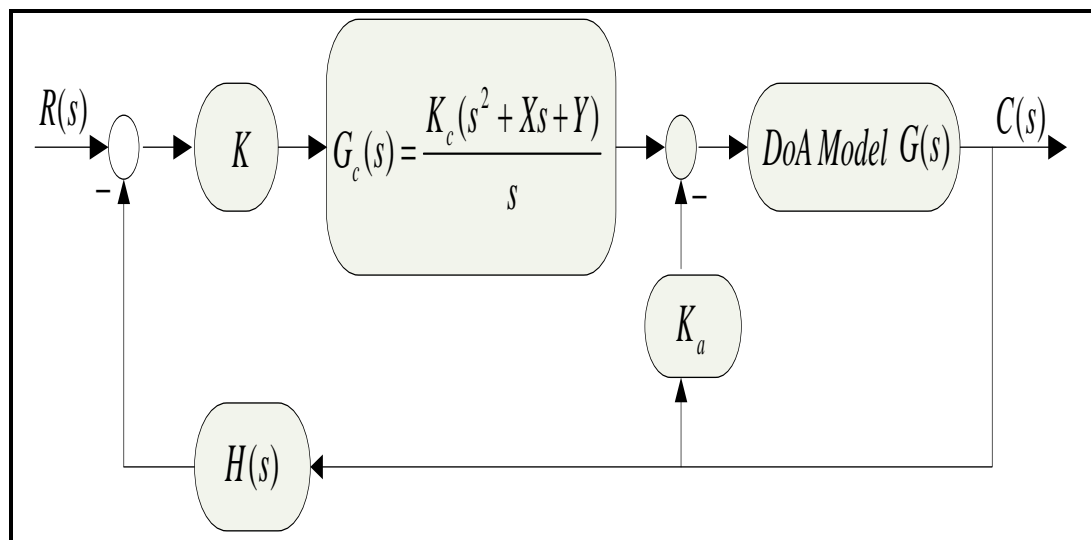 R(s)
K
G_c(s) = K_c(s^2 + Xs + Y) / s
DoA Model G(s)
C(s)
−
−
K_a
H(s)